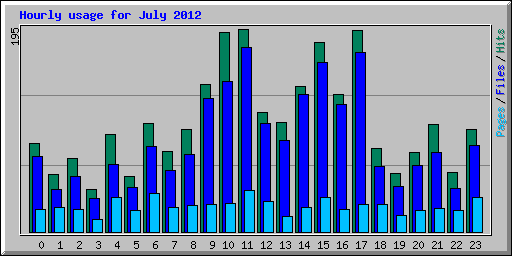 Hourly usage for July 2012
195
Pages / Files / Hits
0 1 2 3 4 5 6 7 8 9 10 11 12 13 14 15 16 17 18 19 20 21 22 23